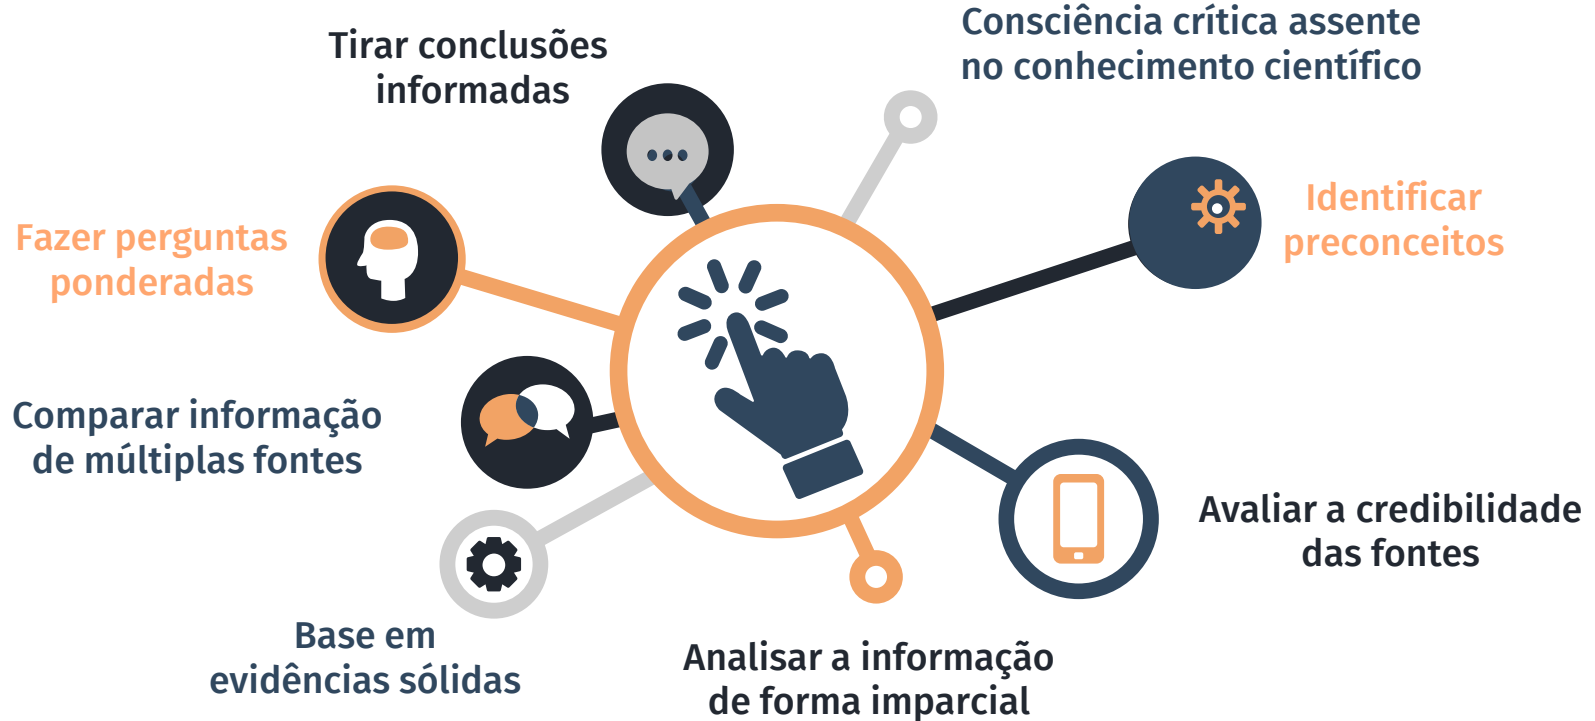 Consciência crítica assente
no conhecimento científico
Tirar conclusões
informadas
Identificar
preconceitos
Fazer perguntas
ponderadas
Comparar informação
de múltiplas fontes
Avaliar a credibilidade
das fontes
Base em
evidências sólidas
Analisar a informação
de forma imparcial